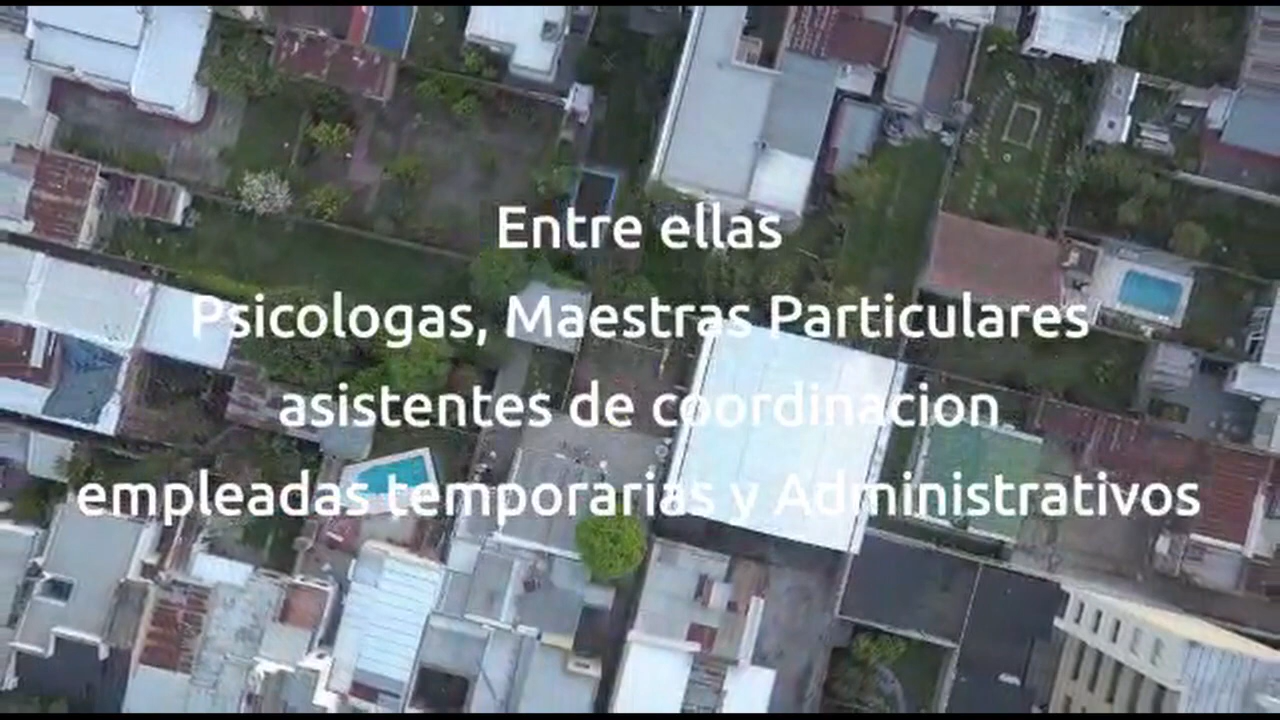 Entre ellas
Psicologas, Maestras Particulares
asistentes de coordinacion
empleadas temporarias y Administrativos